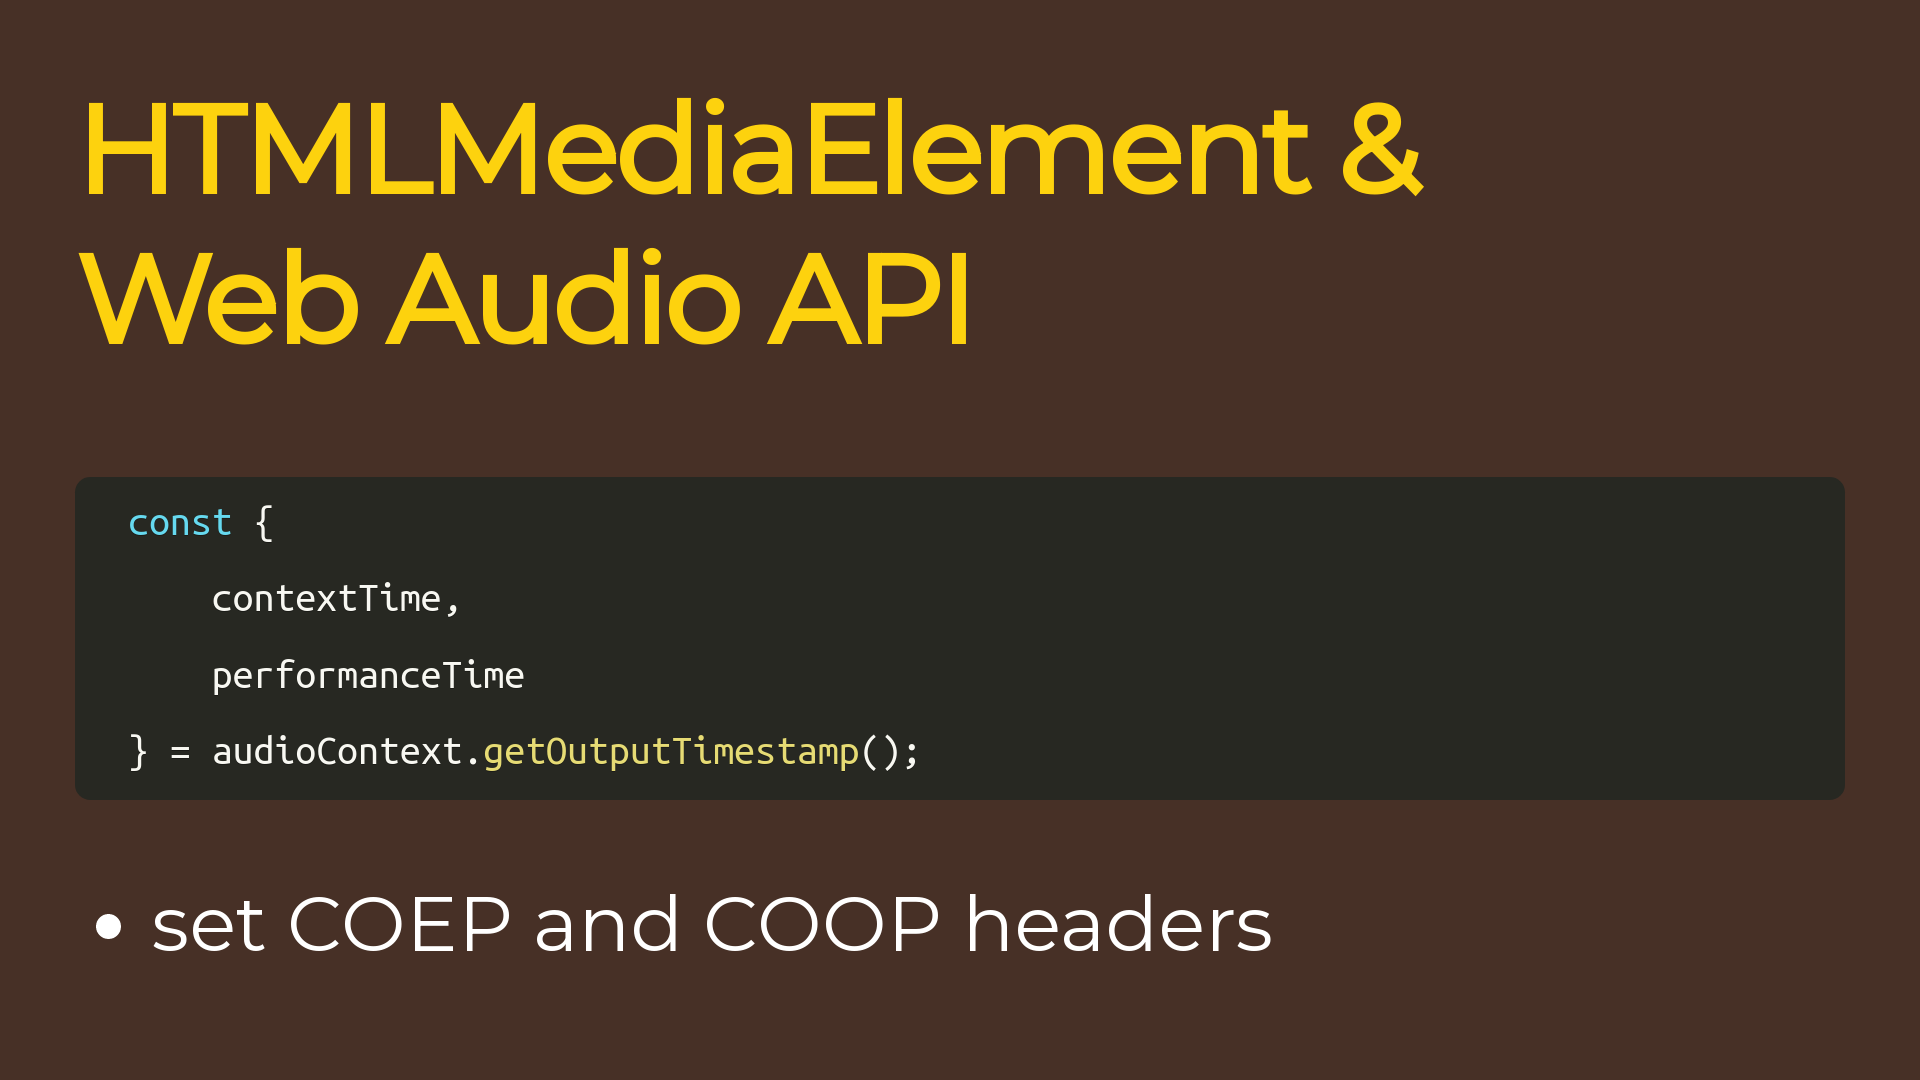 HTMLMediaElement &
Web Audio API
const {
    contextTime,
    performanceTime
} = audioContext.getOutputTimestamp();
• set COEP and COOP headers